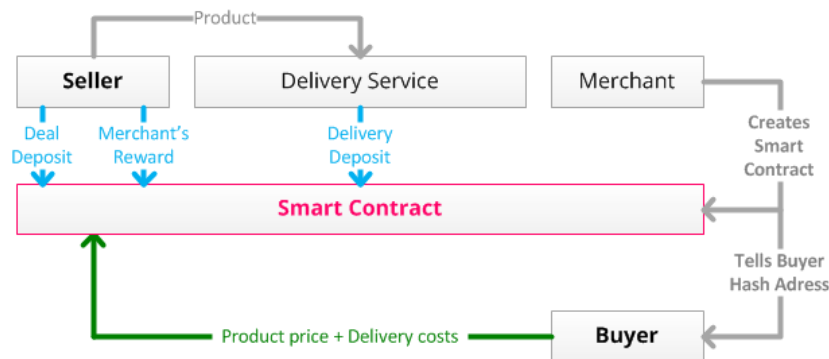 Product
Seller
Delivery Service
Merchant
Deal
Deposit
Merchant's
Reward
Delivery
Deposit
Creates
Smart
Contract
Smart Contract
Tells Buyer
Hash Adress
Product price + Delivery costs
Buyer